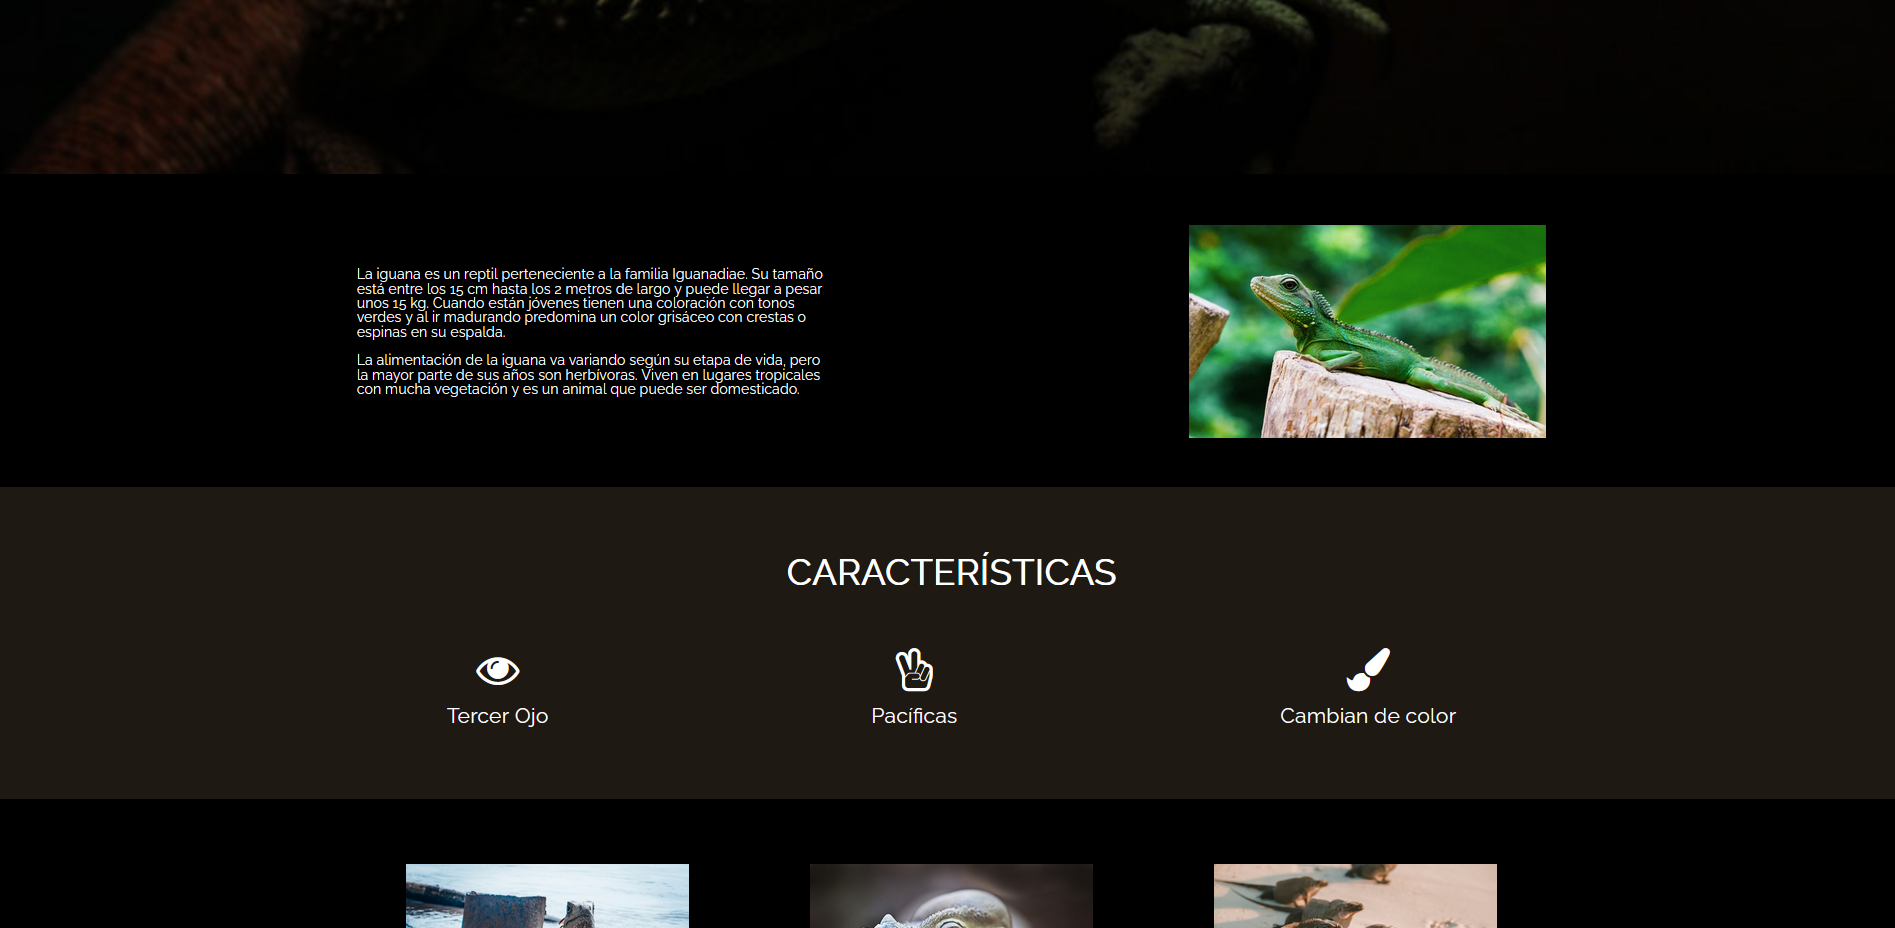 La iguana es un reptil perteneciente a la familia Iguanadiae. Su tamaño
está entre los 15 cm hasta los 2 metros de largo y puede llegar a pesar
unos 15 kg. Cuando están jóvenes tienen una coloración con tonos
verdes y al ir madurando predomina un color grisáceo con crestas o
espinas en su espalda.
La alimentación de la iguana va variando según su etapa de vida, pero
la mayor parte de sus años son herbívoras. Viven en lugares tropicales
con mucha vegetación y es un animal que puede ser domesticado.
CARACTERÍSTICAS
Tercer Ojo
Pacíficas
Cambian de color